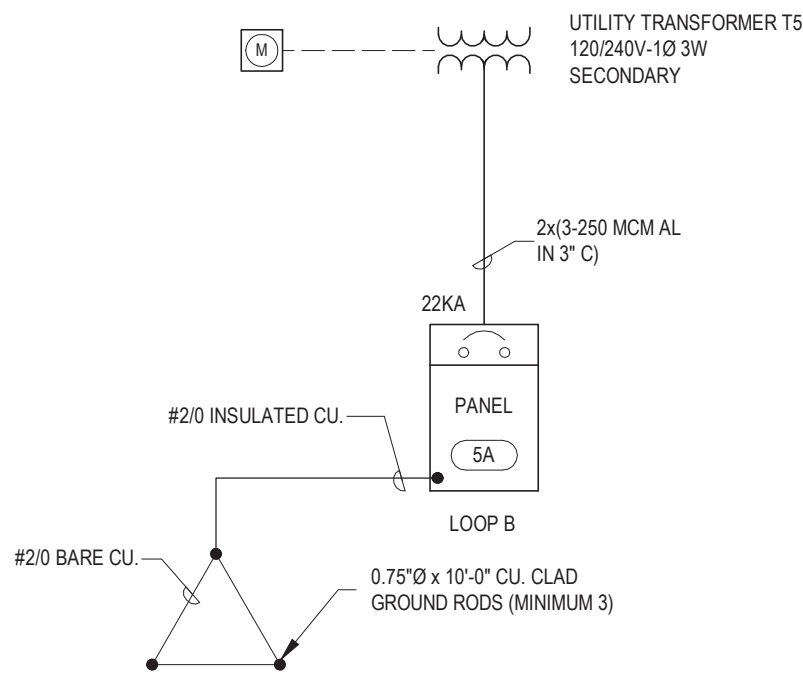 M
UTILITY TRANSFORMER T5
120/240V-1Ø 3W
SECONDARY
2x(3-250 MCM AL
IN 3" C)
22KA
PANEL
5A
#2/0 INSULATED CU.
LOOP B
#2/0 BARE CU.
0.75"Ø x 10'-0" CU. CLAD
GROUND RODS (MINIMUM 3)